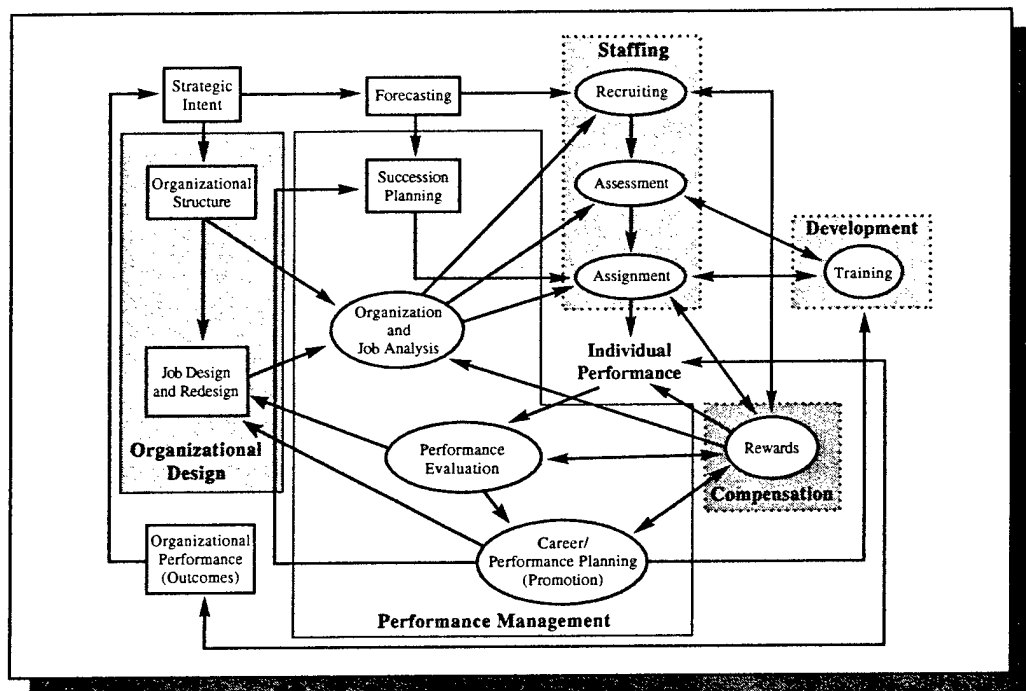 Staffing
Strategic
Intent
Forecasting
Recruiting
Organizational
Structure
Succession
Planning
Assessment
Development
Training
Assignment
Organization
and
Job Analysis
Individual
Performance
Job Design
and Redesign
Organizational
Design
Performance
Evaluation
Rewards
Compensation
Organizational
Performance
(Outcomes)
Career/
Performance Planning
(Promotion)
Performance Management